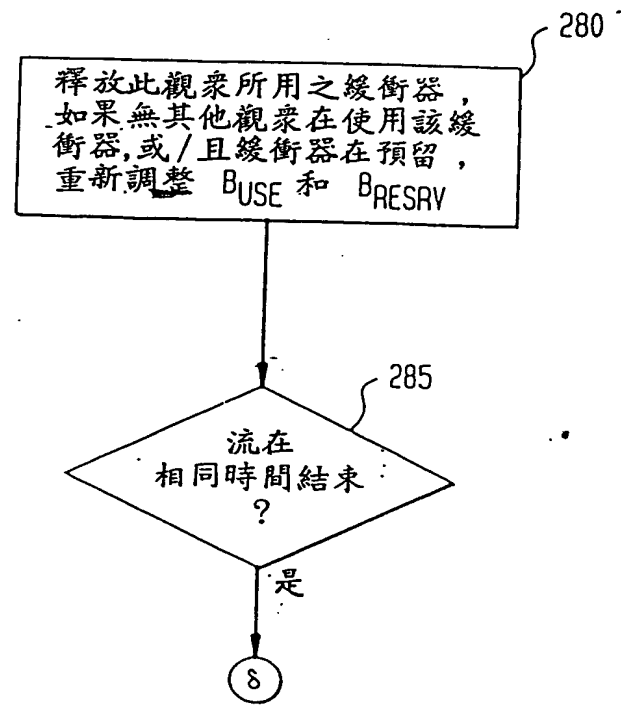 280
釋放此觀衆所用之緩衝器，
如果無其他觀衆在使用該緩
衝器,或/且緩衝器在預留，
重新調整 BUSE 和 BRESRV
285
流在
相同時間結束
?
是
δ